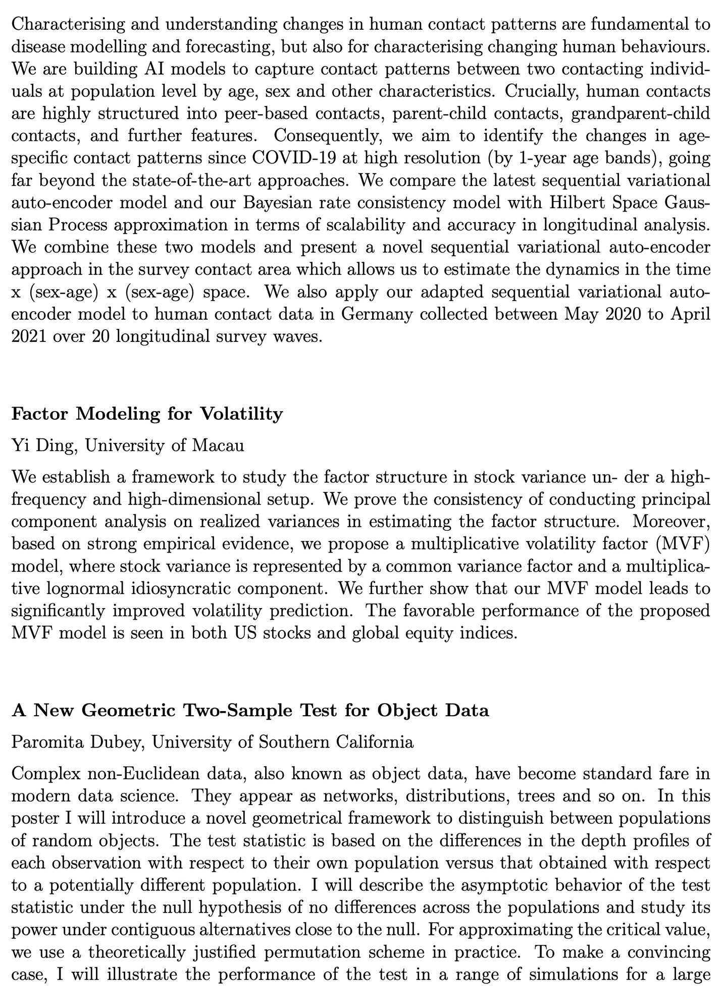 Characterising and understanding changes in human contact patterns are fundamental to
disease modelling and forecasting, but also for characterising changing human behaviours.
We are building AI models to capture contact patterns between two contacting individ-
uals at population level by age, sex and other characteristics. Crucially, human contacts
are highly structured into peer-based contacts, parent-child contacts, grandparent-child
contacts, and further features. Consequently, we aim to identify the changes in age-
specific contact patterns since COVID-19 at high resolution (by 1-year age bands), going
far beyond the state-of-the-art approaches. We compare the latest sequential variational
auto-encoder model and our Bayesian rate consistency model with Hilbert Space Gaus-
sian Process approximation in terms of scalability and accuracy in longitudinal analysis.
We combine these two models and present a novel sequential variational auto-encoder
approach in the survey contact area which allows us to estimate the dynamics in the time
x (sex-age) x (sex-age) space. We also apply our adapted sequential variational auto-
encoder model to human contact data in Germany collected between May 2020 to April
2021 over 20 longitudinal survey waves.
Factor Modeling for Volatility
Yi Ding, University of Macau
We establish a framework to study the factor structure in stock variance un- der a high-
frequency and high-dimensional setup. We prove the consistency of conducting principal
component analysis on realized variances in estimating the factor structure. Moreover,
based on strong empirical evidence, we propose a multiplicative volatility factor (MVF)
model, where stock variance is represented by a common variance factor and a multiplica-
tive lognormal idiosyncratic component. We further show that our MVF model leads to
significantly improved volatility prediction. The favorable performance of the proposed
MVF model is seen in both US stocks and global equity indices.
A New Geometric Two-Sample Test for Object Data
Paromita Dubey, University of Southern California
Complex non-Euclidean data, also known as object data, have become standard fare in
modern data science. They appear as networks, distributions, trees and so on. In this
poster I will introduce a novel geometrical framework to distinguish between populations
of random objects. The test statistic is based on the differences in the depth profiles of
each observation with respect to their own population versus that obtained with respect
to a potentially different population. I will describe the asymptotic behavior of the test
statistic under the null hypothesis of no differences across the populations and study its
power under contiguous alternatives close to the null. For approximating the critical value,
we use a theoretically justified permutation scheme in practice. To make a convincing
case, I will illustrate the performance of the test in a range of simulations for a large